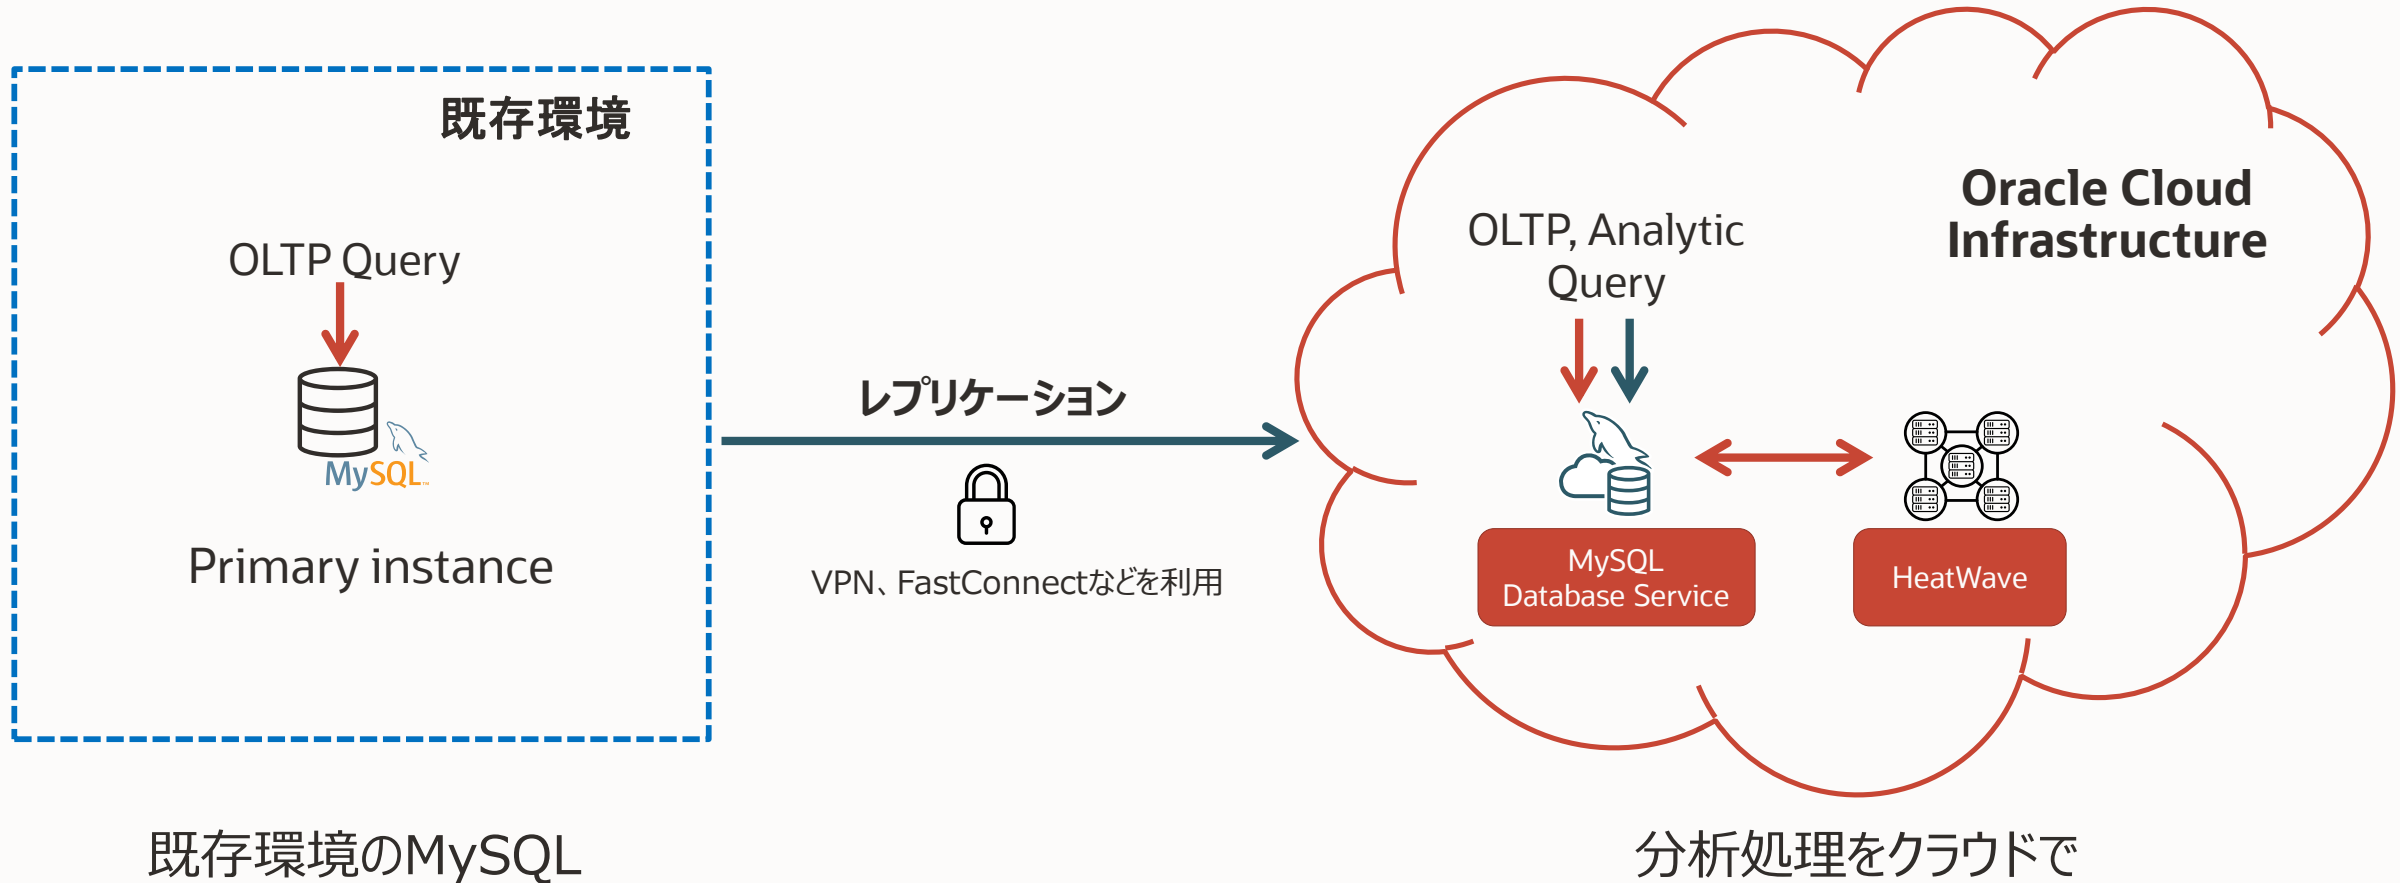 既存環境
OLTP Query
MySQL™
Primary instance
既存環境のMySQL
レプリケーション
VPN、FastConnectなどを利用
Oracle Cloud
Infrastructure
OLTP, Analytic
Query
MySQL
Database Service
HeatWave
分析処理をクラウドで